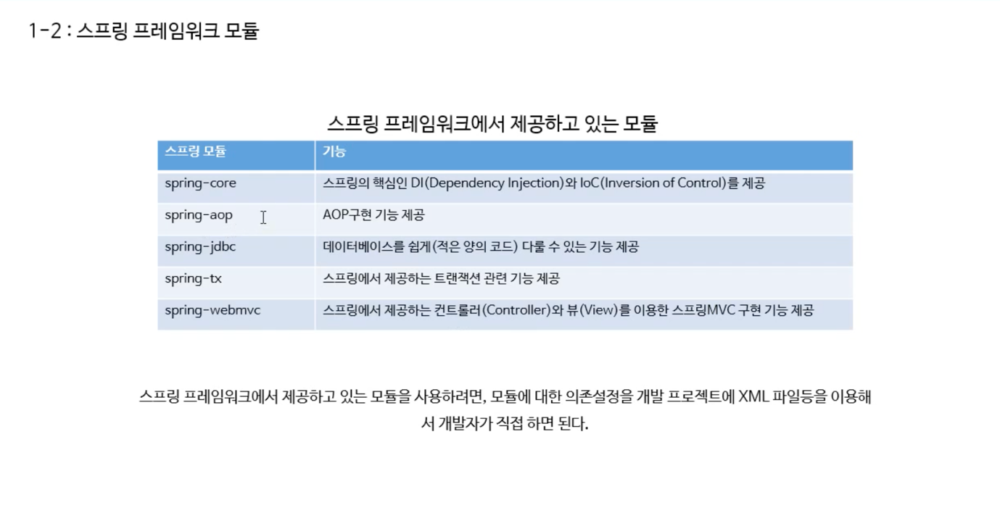 1-2 : 스프링 프레임워크 모듈
스프링 프레임워크에서 제공하고 있는 모듈
스프링 모듈 기능
spring-core 스프링의 핵심인 DI(Dependency Injection)와 IoC(Inversion of Control)를 제공
spring-aop AOP구현 기능 제공
spring-jdbc 데이터베이스를 쉽게(적은 양의 코드) 다룰 수 있는 기능 제공
spring-tx 스프링에서 제공하는 트랜잭션 관련 기능 제공
spring-webmvc 스프링에서 제공하는 컨트롤러(Controller)와 뷰(View)를 이용한 스프링MVC 구현 기능 제공
스프링 프레임워크에서 제공하고 있는 모듈을 사용하려면, 모듈에 대한 의존설정을 개발 프로젝트에 XML 파일등을 이용해
서 개발자가 직접 하면 된다.